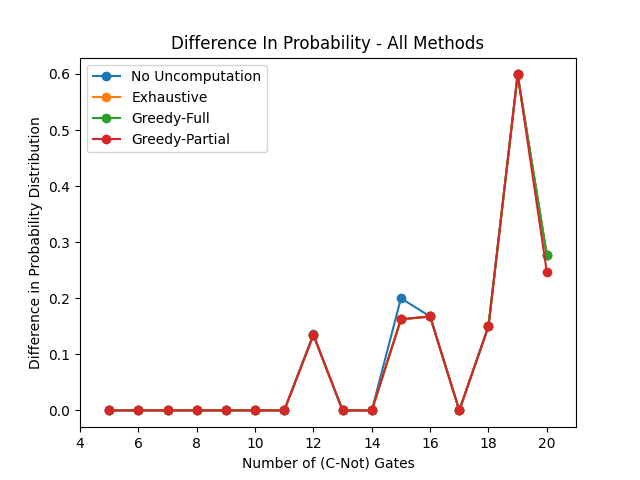 Difference In Probability - All Methods
No Uncomputation
Exhaustive
Greedy-Full
Greedy-Partial
Difference in Probability Distribution
0.6
0.5
0.4
0.3
0.2
0.1
0.0
4 6 8 10 12 14 16 18 20
Number of (C-Not) Gates